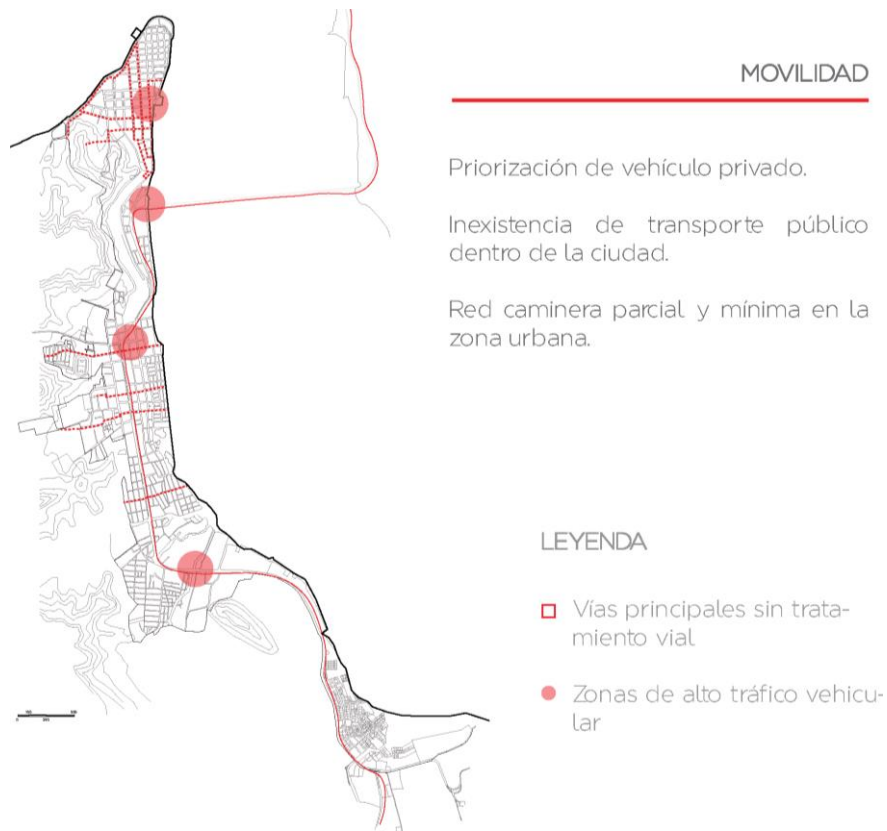 MOVILIDAD
Priorización de vehículo privado.
Inexistencia de transporte público
dentro de la ciudad.
Red caminera parcial y mínima en la
zona urbana.
LEYENDA
Vías principales sin trata-
miento vial
Zonas de alto tráfico vehicu-
lar